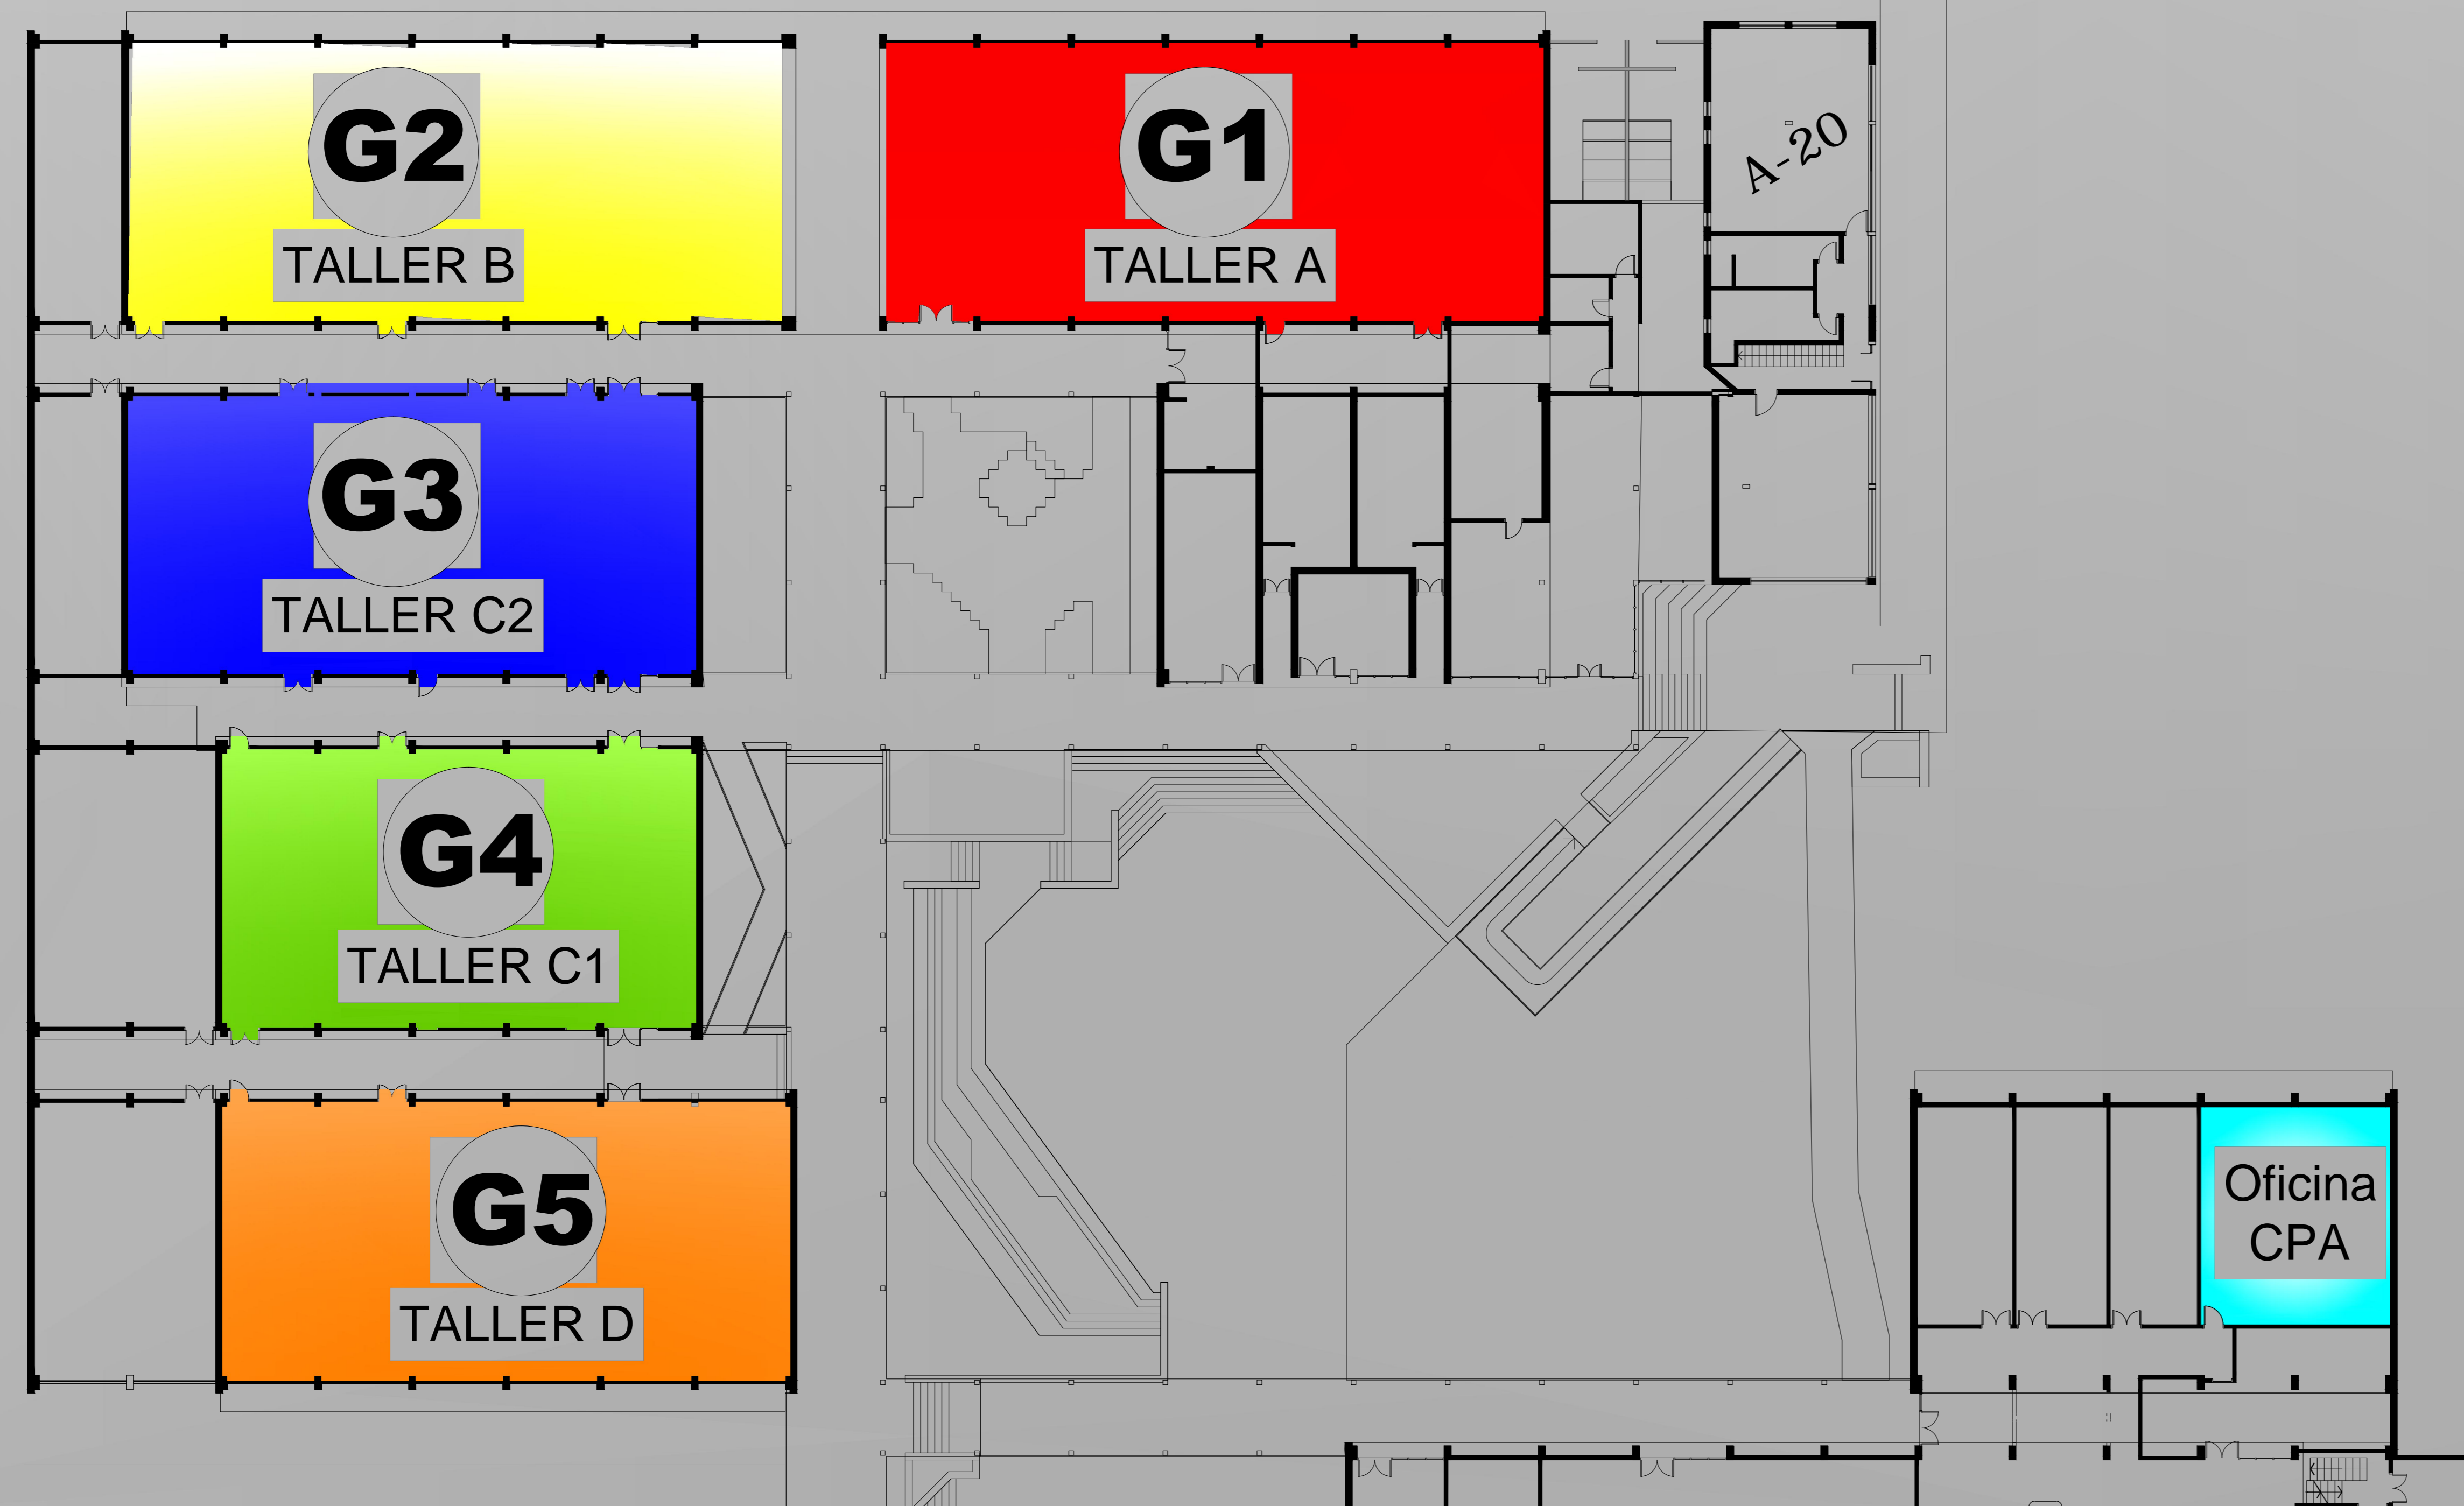 G2
TALLER B
G1
TALLER A
A-20
G3
TALLER C2
G4
TALLER C1
G5
TALLER D
Oficina
CPA